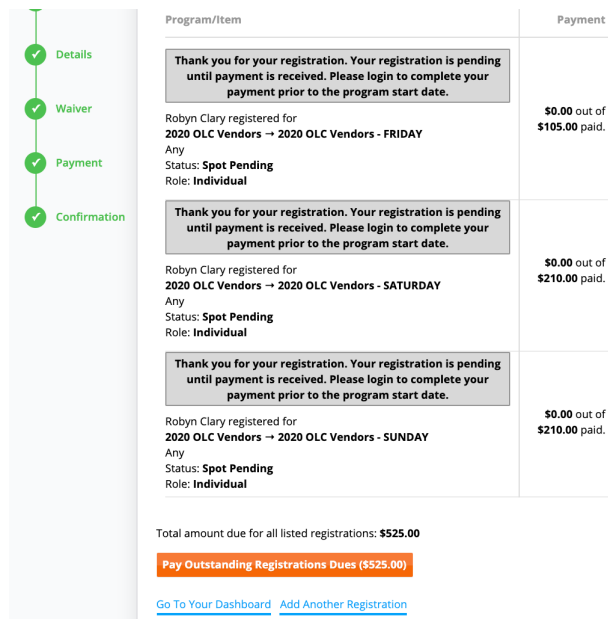 Program/Item
Payment
Details
Waiver
Payment
Confirmation
Thank you for your registration. Your registration is pending
until payment is received. Please login to complete your
payment prior to the program start date.
Robyn Clary registered for
2020 OLC Vendors → 2020 OLC Vendors - FRIDAY
Any
Status: Spot Pending
Role: Individual
$0.00 out of
$105.00 paid.
Thank you for your registration. Your registration is pending
until payment is received. Please login to complete your
payment prior to the program start date.
Robyn Clary registered for
2020 OLC Vendors → 2020 OLC Vendors - SATURDAY
Any
Status: Spot Pending
Role: Individual
$0.00 out of
$210.00 paid.
Thank you for your registration. Your registration is pending
until payment is received. Please login to complete your
payment prior to the program start date.
Robyn Clary registered for
2020 OLC Vendors → 2020 OLC Vendors - SUNDAY
Any
Status: Spot Pending
Role: Individual
$0.00 out of
$210.00 paid.
Total amount due for all listed registrations: $525.00
Pay Outstanding Registrations Dues ($525.00)
Go To Your Dashboard Add Another Registration